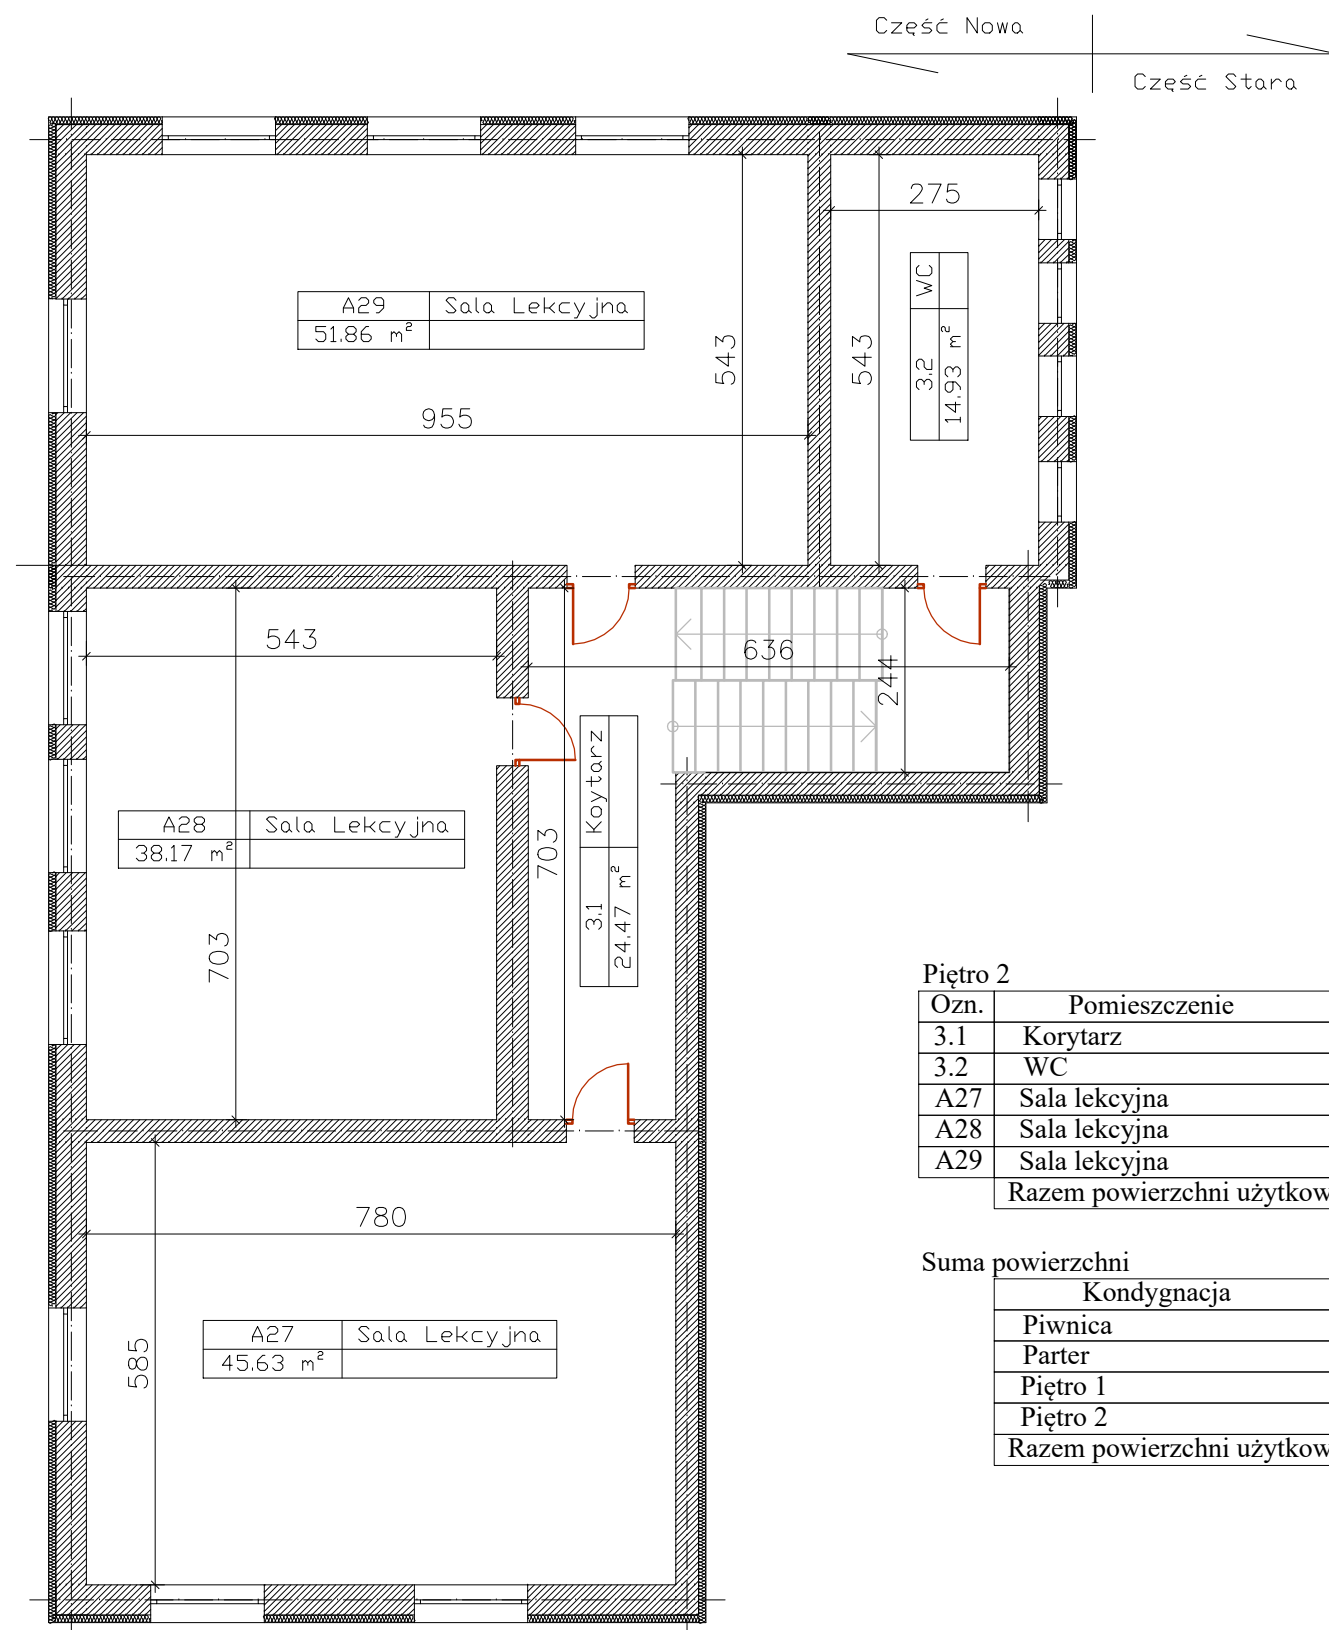 Część Nowa
Część Stara
275
A29 Sala Lekcyjna
51.86 m²
WC
3.2
14.93 m²
543
543
955
543
636
244
Koytarz
3.1
24.47 m²
A28 Sala Lekcyjna
38.17 m²
703
703
780
A27 Sala Lekcyjna
45.63 m²
585
Piętro 2
Ozn. Pomieszczenie
3.1 Korytarz
3.2 WC
A27 Sala lekcyjna
A28 Sala lekcyjna
A29 Sala lekcyjna
Razem powierzchni użytkow
Suma powierzchni
Kondygnacja
Piwnica
Parter
Piętro 1
Piętro 2
Razem powierzchni użytkow